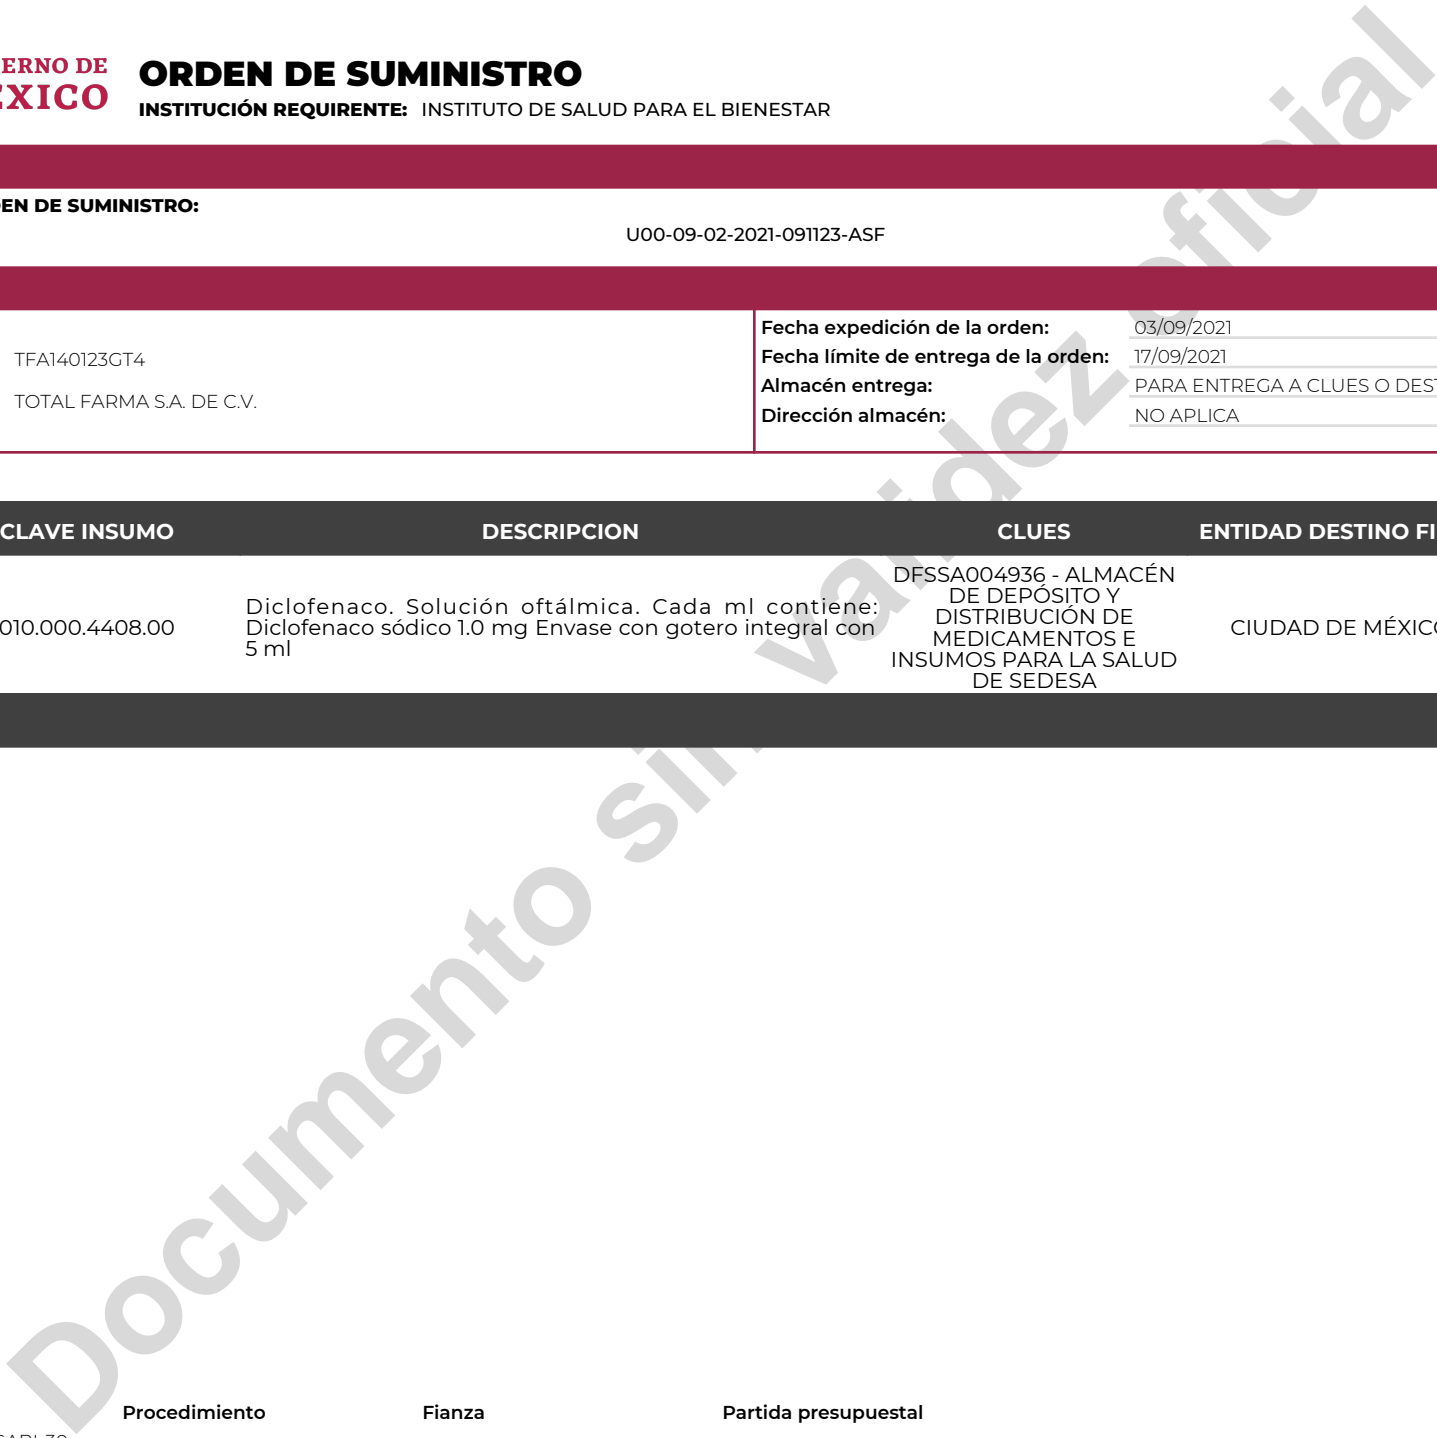 ERNO DE
ÉXICO
ORDEN DE SUMINISTRO
INSTITUCIÓN REQUIRENTE: INSTITUTO DE SALUD PARA EL BIENESTAR
EN DE SUMINISTRO:
U00-09-02-2021-091123-ASF
TFA140123GT4
TOTAL FARMA S.A. DE C.V.
Fecha expedición de la orden: 03/09/2021
Fecha límite de entrega de la orden: 17/09/2021
Almacén entrega: PARA ENTREGA A CLUES O DEST
Dirección almacén: NO APLICA
CLAVE INSUMO DESCRIPCION CLUES ENTIDAD DESTINO FI
010.000.4408.00
Diclofenaco. Solución oftálmica. Cada ml contiene:
Diclofenaco sódico 1.0 mg Envase con gotero integral con
5 ml
DFSSA004936 - ALMACÉN
DE DEPÓSITO Y
DISTRIBUCIÓN DE
MEDICAMENTOS E
INSUMOS PARA LA SALUD
DE SEDESA
CIUDAD DE MÉXICO
Documento sin validez oficial
Procedimiento Fianza Partida presupuestal